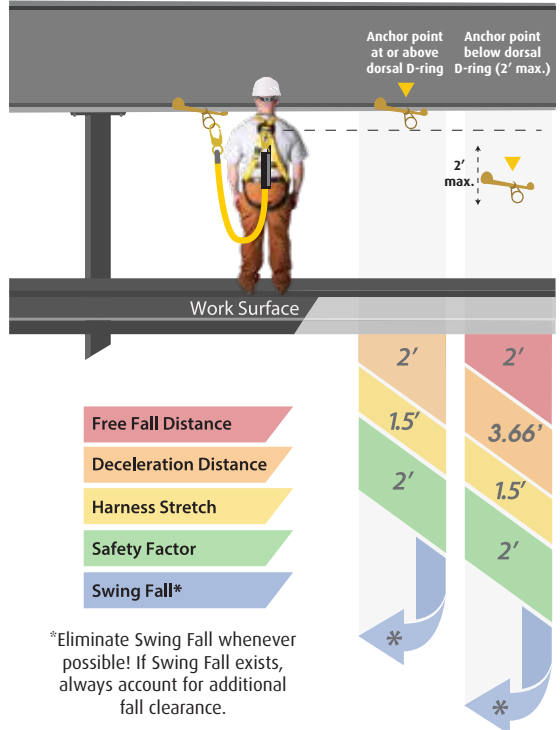 Anchor point
at or above
dorsal D-ring
Anchor point
below dorsal
D-ring (2' max.)
2'
max.
Work Surface
2'
1.5'
2'
*
2'
3.66'
1.5'
2'
*
Free Fall Distance
Deceleration Distance
Harness Stretch
Safety Factor
Swing Fall*
*Eliminate Swing Fall whenever
possible! If Swing Fall exists,
always account for additional
fall clearance.